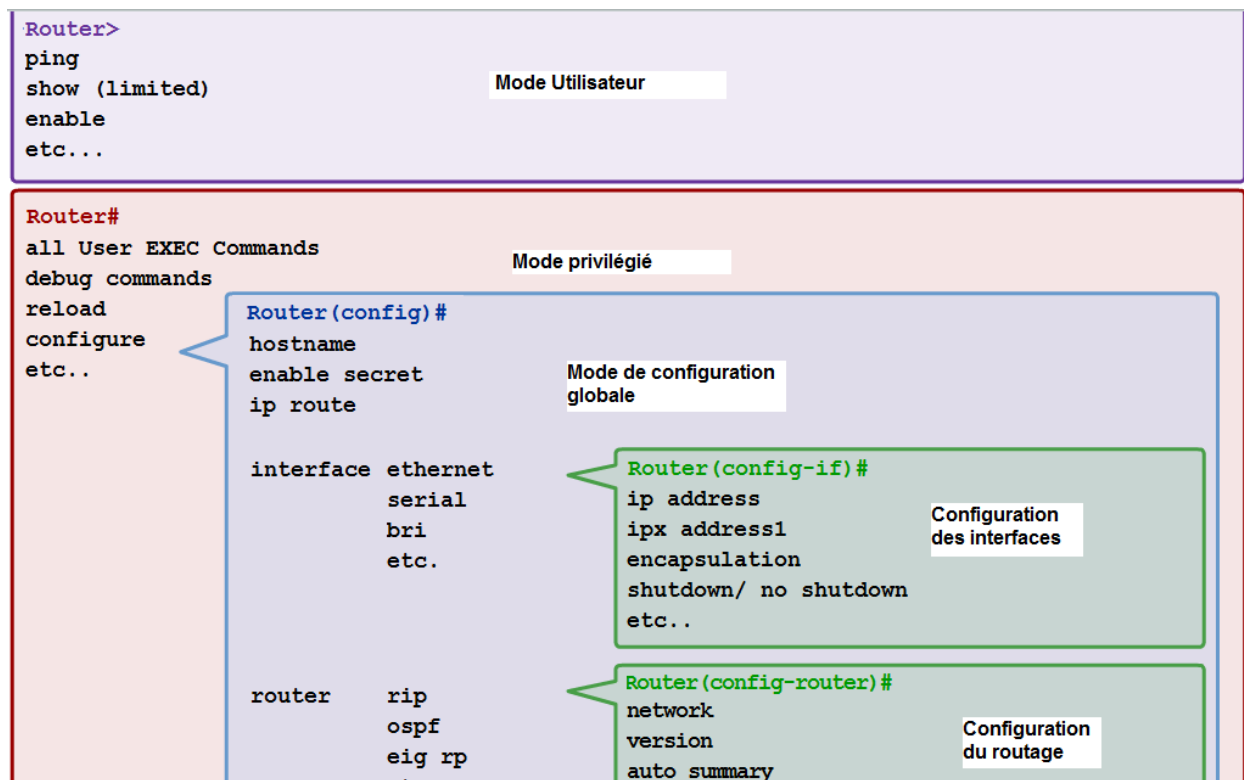 Router>
ping
show (limited)
enable
etc...
Mode Utilisateur
Router#
all User EXEC Commands
debug commands
reload
configure
etc..
Mode privilégié
Router(config)#
hostname
enable secret
ip route
Mode de configuration
globale
interface ethernet
serial
bri
etc.
Router(config-if)#
ip address
ipx address1
encapsulation
shutdown/ no shutdown
etc..
Configuration
des interfaces
router rip
ospf
eig rp
Router(config-router)#
network
version
auto summary
Configuration
du routage